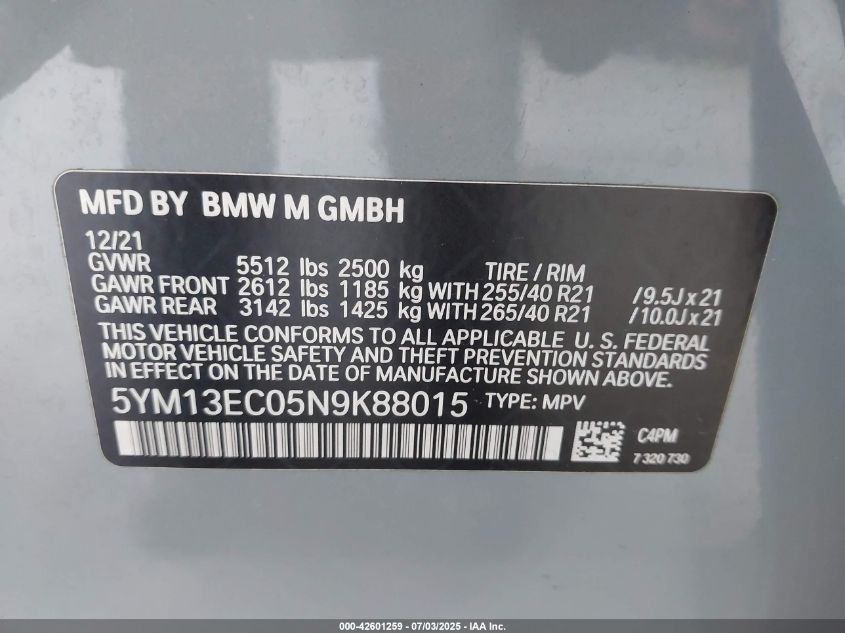 MFD BY BMW M GMBH
12/21
GVWR 5512 lbs 2500 kg TIRE / RIM
GAWR FRONT 2612 lbs 1185 kg WITH 255/40 R21 /9.5J x 21
GAWR REAR 3142 lbs 1425 kg WITH 265/40 R21 /10.0J x 21
THIS VEHICLE CONFORMS TO ALL APPLICABLE U. S. FEDERAL
MOTOR VEHICLE SAFETY AND THEFT PREVENTION STANDARDS
IN EFFECT ON THE DATE OF MANUFACTURE SHOWN ABOVE.
5YM13EC05N9K88015 TYPE: MPV
C4PM
7 320 730
000-42601259 - 07/03/2025 - IAA Inc.